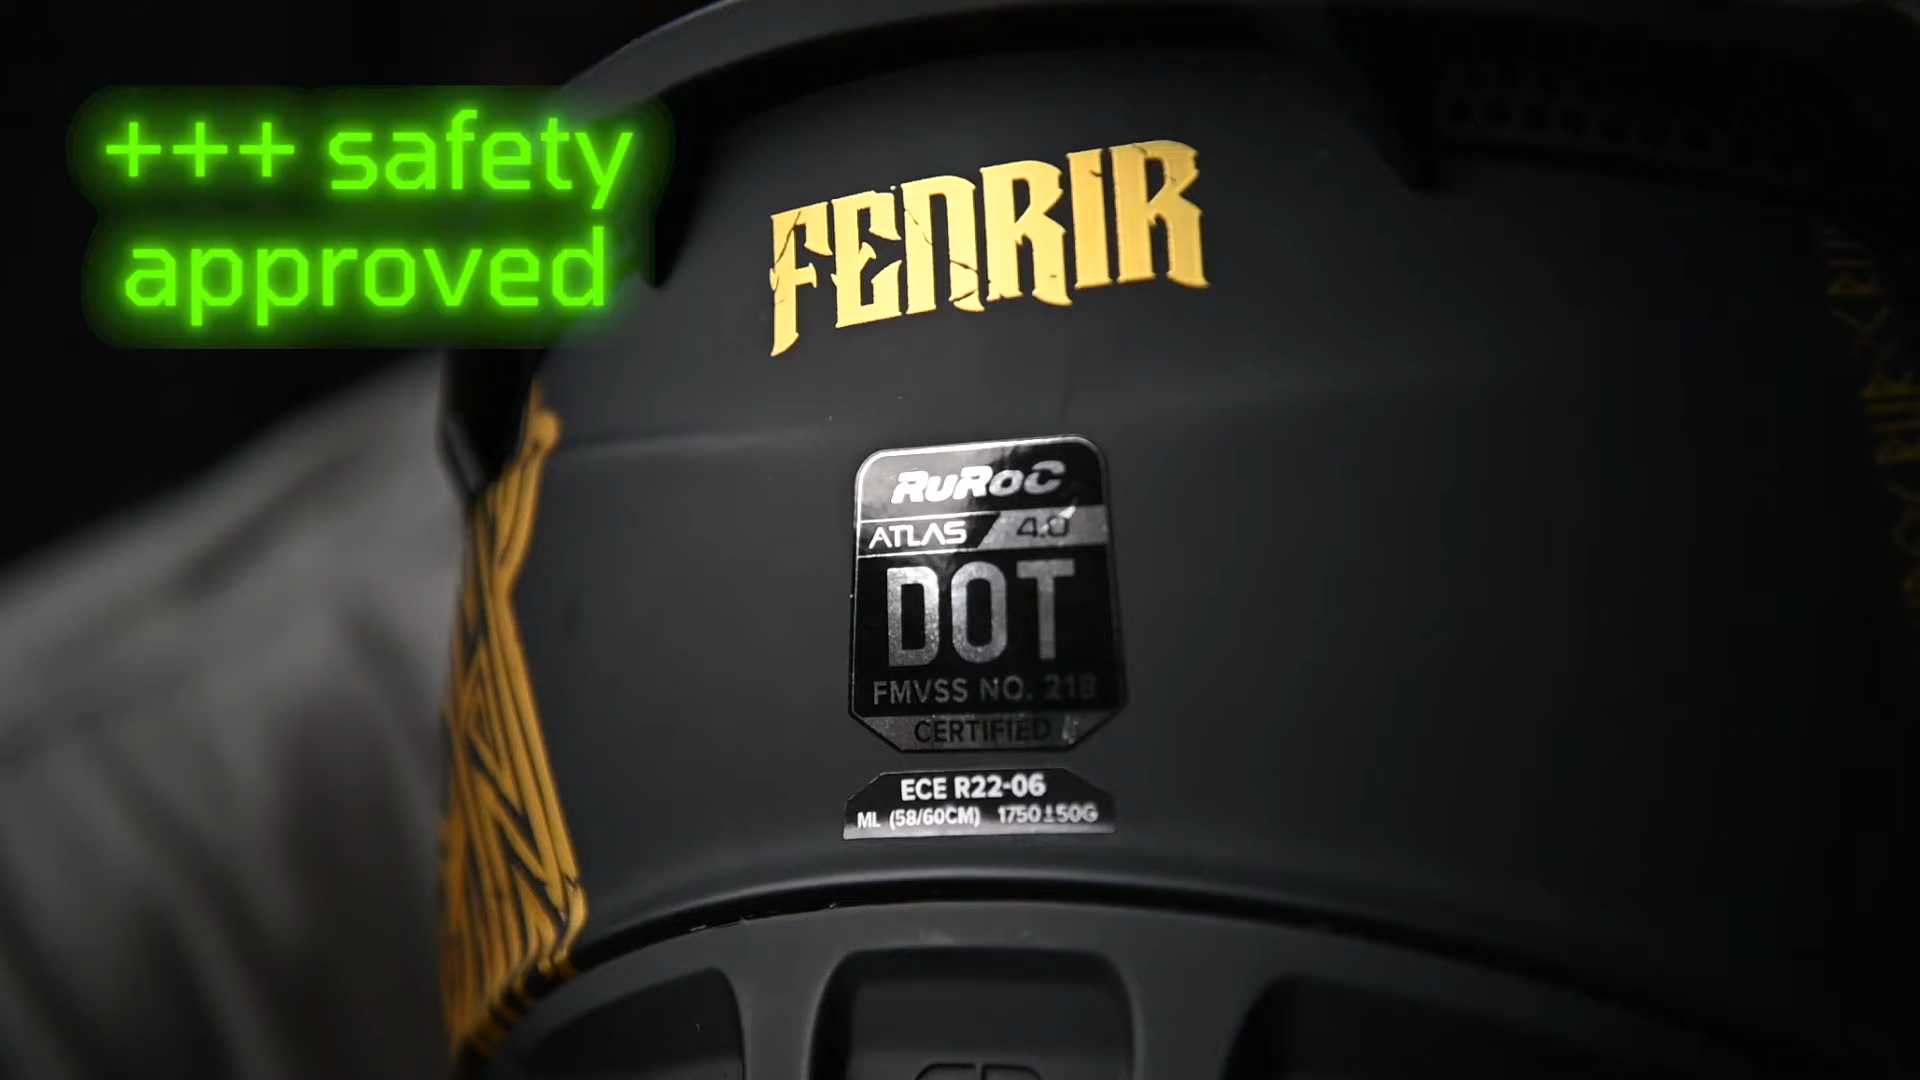 +++ safety
approved
FENRIR
RUROC
ATLAS 4.0
DOT
FMVSS NO. 218
CERTIFIED
ECE R22-06
ML (58/60CM) 1750±50G